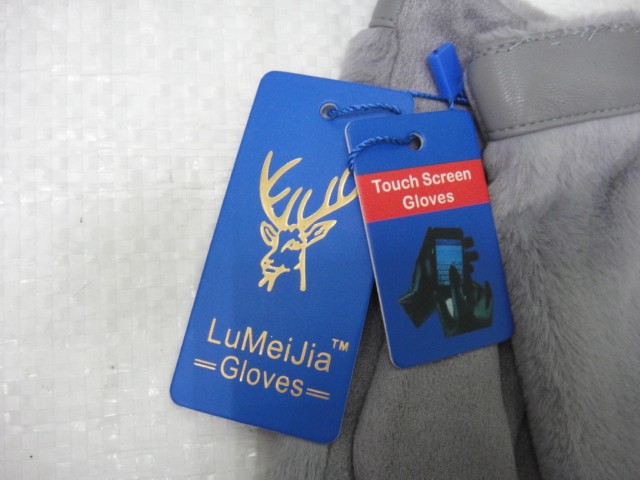 LuMeiJia™
=Gloves=
Touch Screen
Gloves